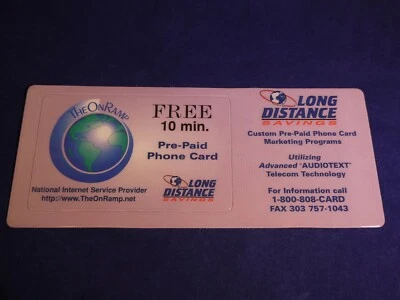 THEONRAMP
FREE
10 min.
Pre-Paid
Phone Card
National Internet Service Provider
http://www.TheOnRamp.net
LONG
DISTANCE
SAVINGS
LONG
DISTANCE
SAVINGS
Custom Pre-Paid Phone Card
Marketing Programs
Utilizing
Advanced "AUDIOTEXT"
Telecom Technology
For Information call
1-800-808-CARD
FAX 303 757-1043